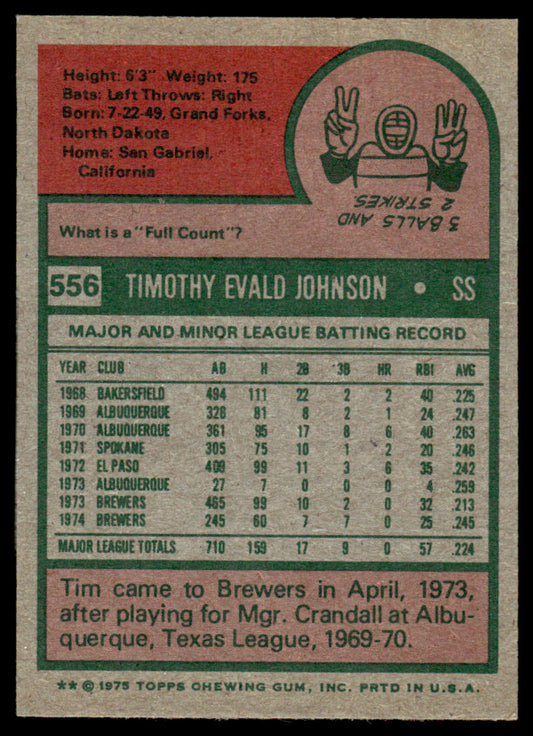 Height: 6'3" Weight: 175
Bats: Left Throws: Right
Born: 7-22-49, Grand Forks,
North Dakota
Home: San Gabriel,
California
3 BALLS AND
2 STRIKES
What is a "Full Count"?
556 TIMOTHY EVALD JOHNSON • SS
MAJOR AND MINOR LEAGUE BATTING RECORD
YEAR CLUB AB H 2B 3B HR RBI AVG
1968 BAKERSFIELD 494 111 22 2 2 40 .225
1969 ALBUQUERQUE 328 81 8 2 1 24 .247
1970 ALBUQUERQUE 361 95 17 8 6 40 .263
1971 SPOKANE 305 75 10 1 2 20 .246
1972 EL PASO 409 99 11 3 6 35 .242
1973 ALBUQUERQUE 27 7 0 0 0 4 .259
1973 BREWERS 465 99 10 2 0 32 .213
1974 BREWERS 245 60 7 7 0 25 .245
MAJOR LEAGUE TOTALS 710 159 17 9 0 57 .224
Tim came to Brewers in April, 1973,
after playing for Mgr. Crandall at Albu-
querque, Texas League, 1969-70.
** © 1975 TOPPS CHEWING GUM, INC. PRTD IN U.S.A.